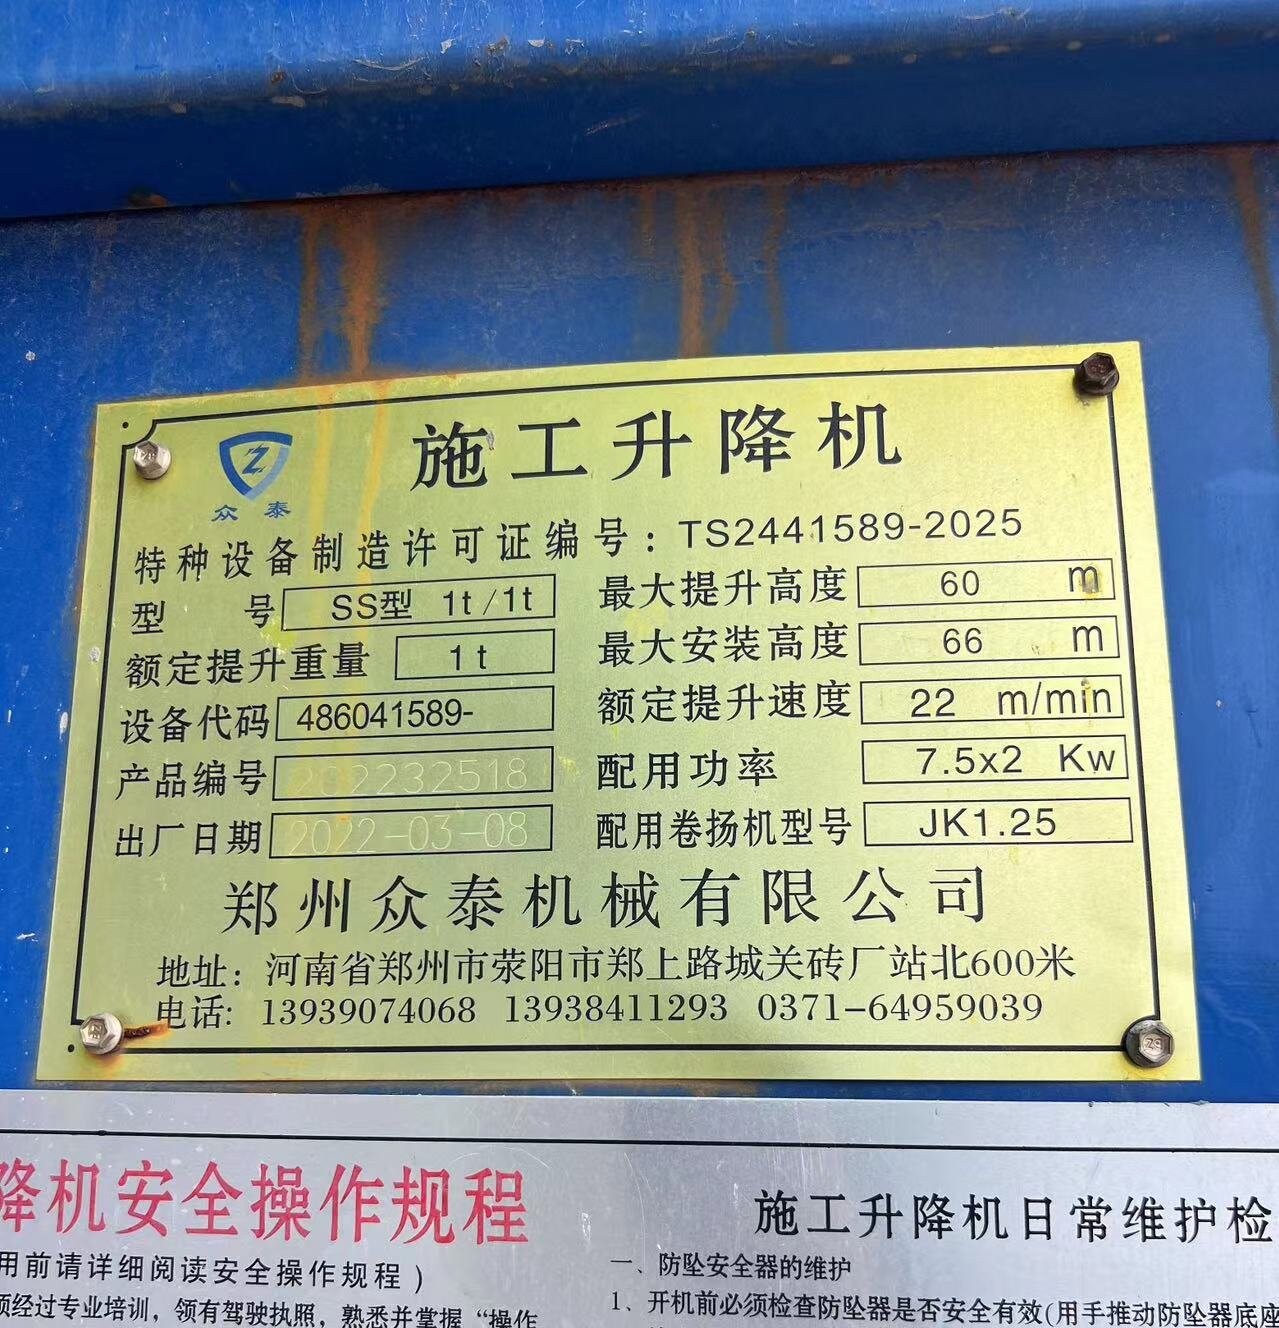 众泰
施工升降机
特种设备制造许可证编号：TS2441589-2025
型 号 SS型 1t/1t 最大提升高度 60 m
额定提升重量 1t 最大安装高度 66 m
设备代码 486041589- 额定提升速度 22 m/min
产品编号 202232518 配用功率 7.5x2 Kw
出厂日期 2022-03-08 配用卷扬机型号 JK1.25
郑州众泰机械有限公司
地址：河南省郑州市荥阳市郑上路城关砖厂站北600米
电话: 13939074068 13938411293 0371-64959039
降机安全操作规程
用前请详细阅读安全操作规程)
须经过专业培训，领有驾驶执照，熟悉并掌握“操作
施工升降机日常维护检
一、防坠安全器的维护
1、开机前必须检查防坠器是否安全有效(用手推动防坠器底座